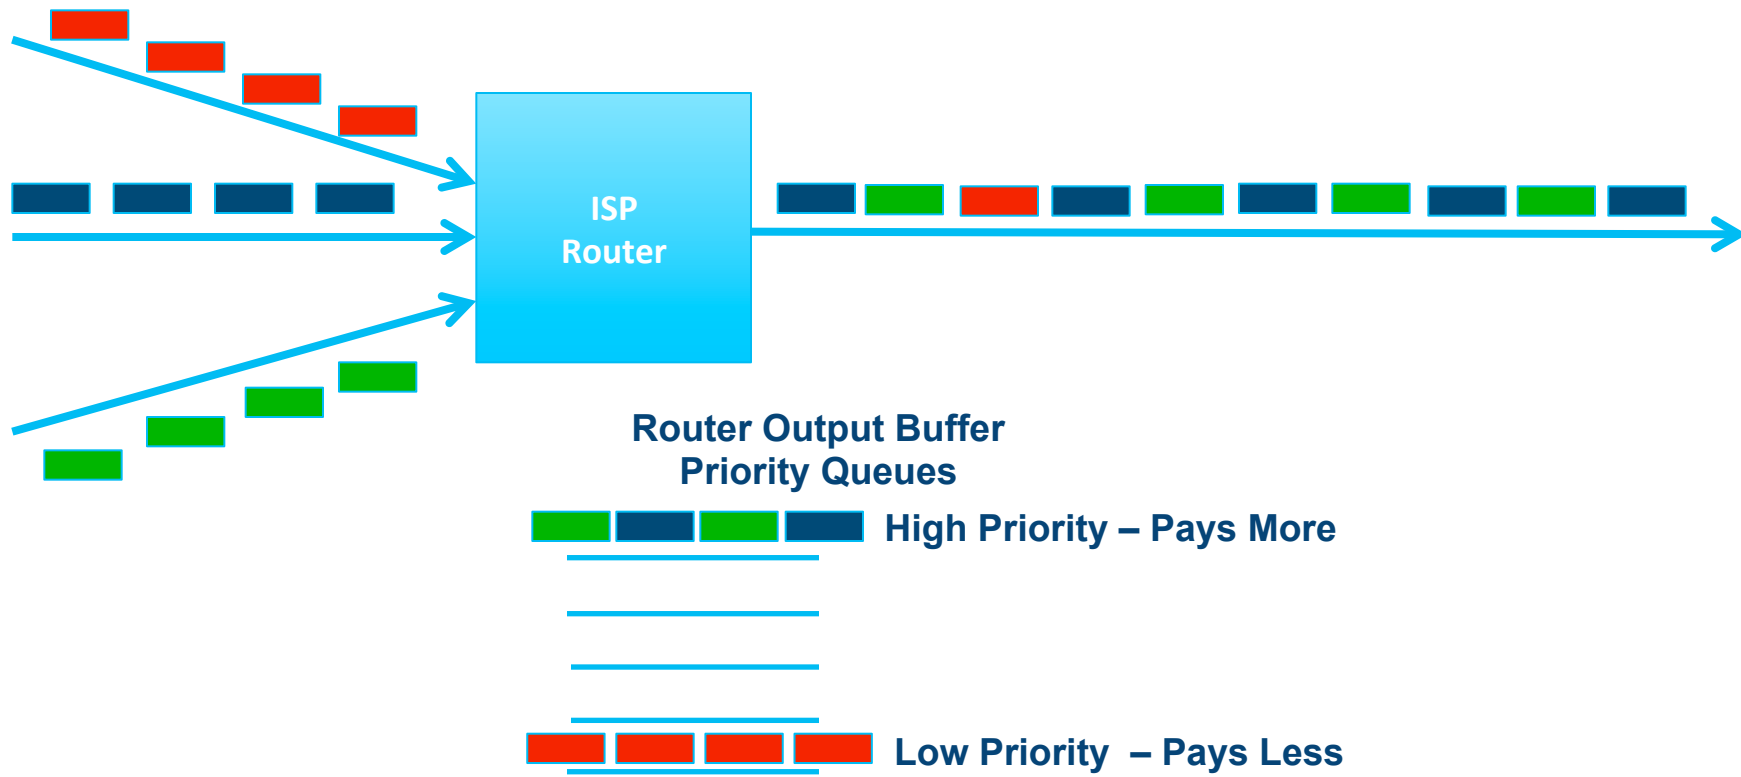 ISP
Router
Router Output Buffer
Priority Queues
High Priority – Pays More
Low Priority – Pays Less